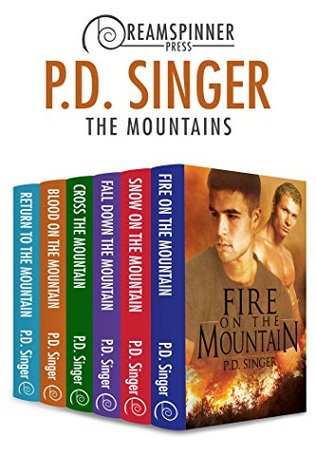 DREAMSPINNER
PRESS
P.D. SINGER
THE MOUNTAINS
RETURN TO THE MOUNTAIN
P.D. Singer
BLOOD ON THE MOUNTAIN
P.D. Singer
CROSS THE MOUNTAIN
P.D. Singer
FALL DOWN THE MOUNTAIN
P.D. Singer
SNOW ON THE MOUNTAIN
P.D. Singer
FIRE ON THE MOUNTAIN
P.D. Singer
FIRE
ON THE
MOUNTAIN
P.D. SINGER